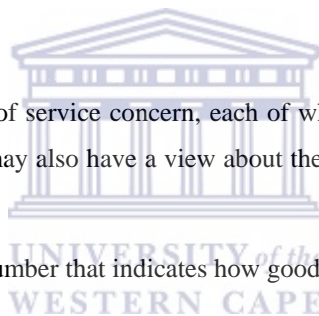 of service concern, each of w
may also have a view about the
UNIVERSITY of the
umber that indicates how good
WESTERN CAPE